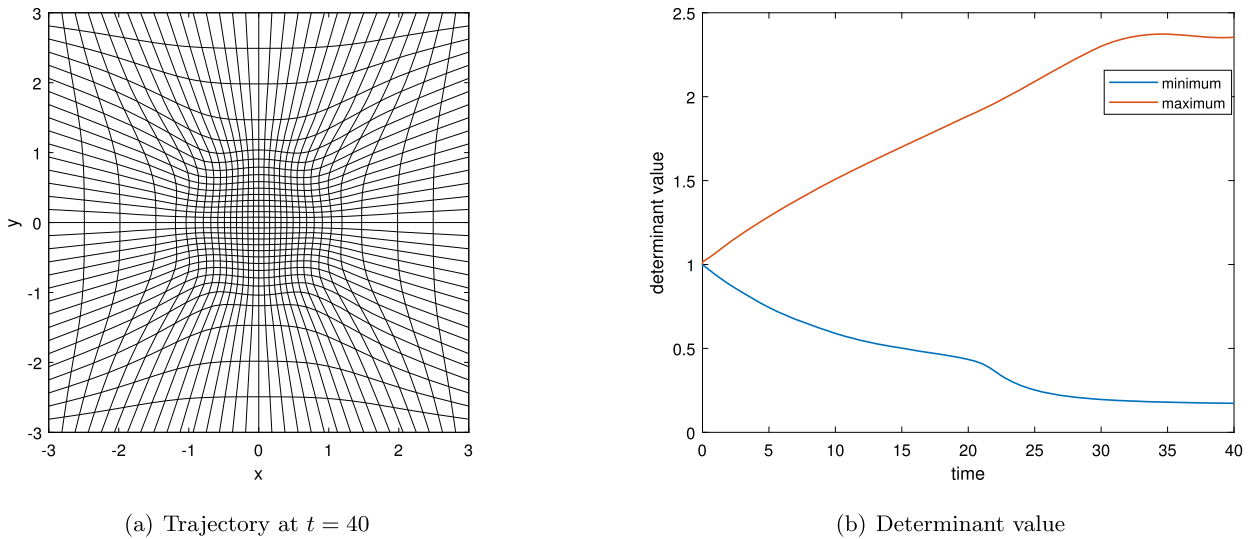 3
2
1
0
-1
-2
-3
y
-3 -2 -1 0 1 2 3
x
(a) Trajectory at t = 40
2.5
2
1.5
1
0.5
0
determinant value
minimum
maximum
0 5 10 15 20 25 30 35 40
time
(b) Determinant value